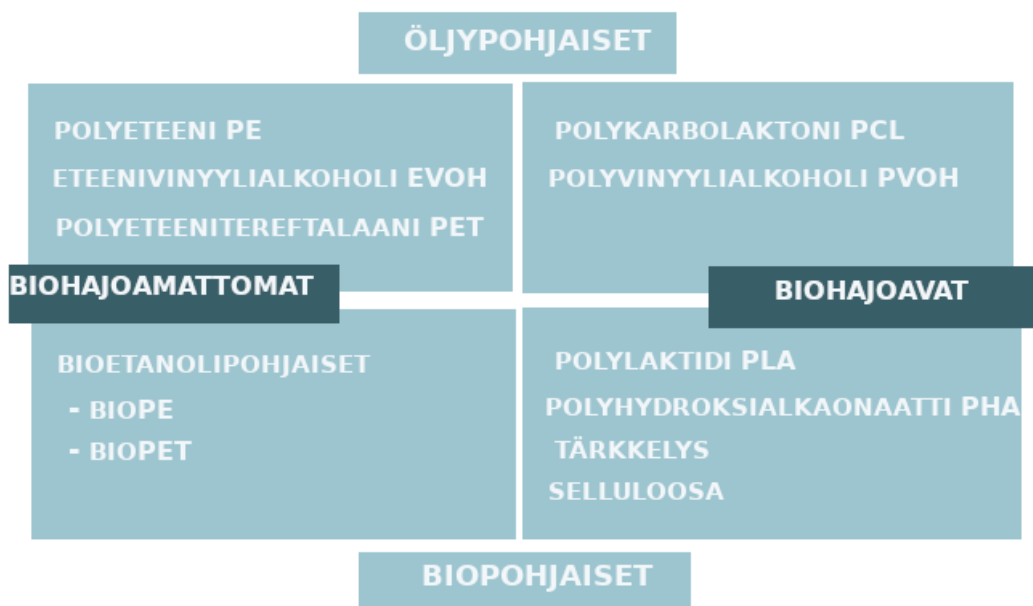 ÖLJYPOHJAISET
POLYETEENI PE
ETEENIVINYYLIALKOHOLI EVOH
POLYETEENITEREFTALAANI PET
POLYKARBOLAKTONI PCL
POLYVINYYLIALKOHOLI PVOH
BIOHAJOAMATTOMAT
BIOHAJOAVAT
BIOETANOLIPOHJAISET
- BIOPE
- BIOPET
POLYLAKTIDI PLA
POLYHYDROKSIALKAONAATTI PHA
TÄRKKELYS
SELLULOOSA
BIOPOHJAISET